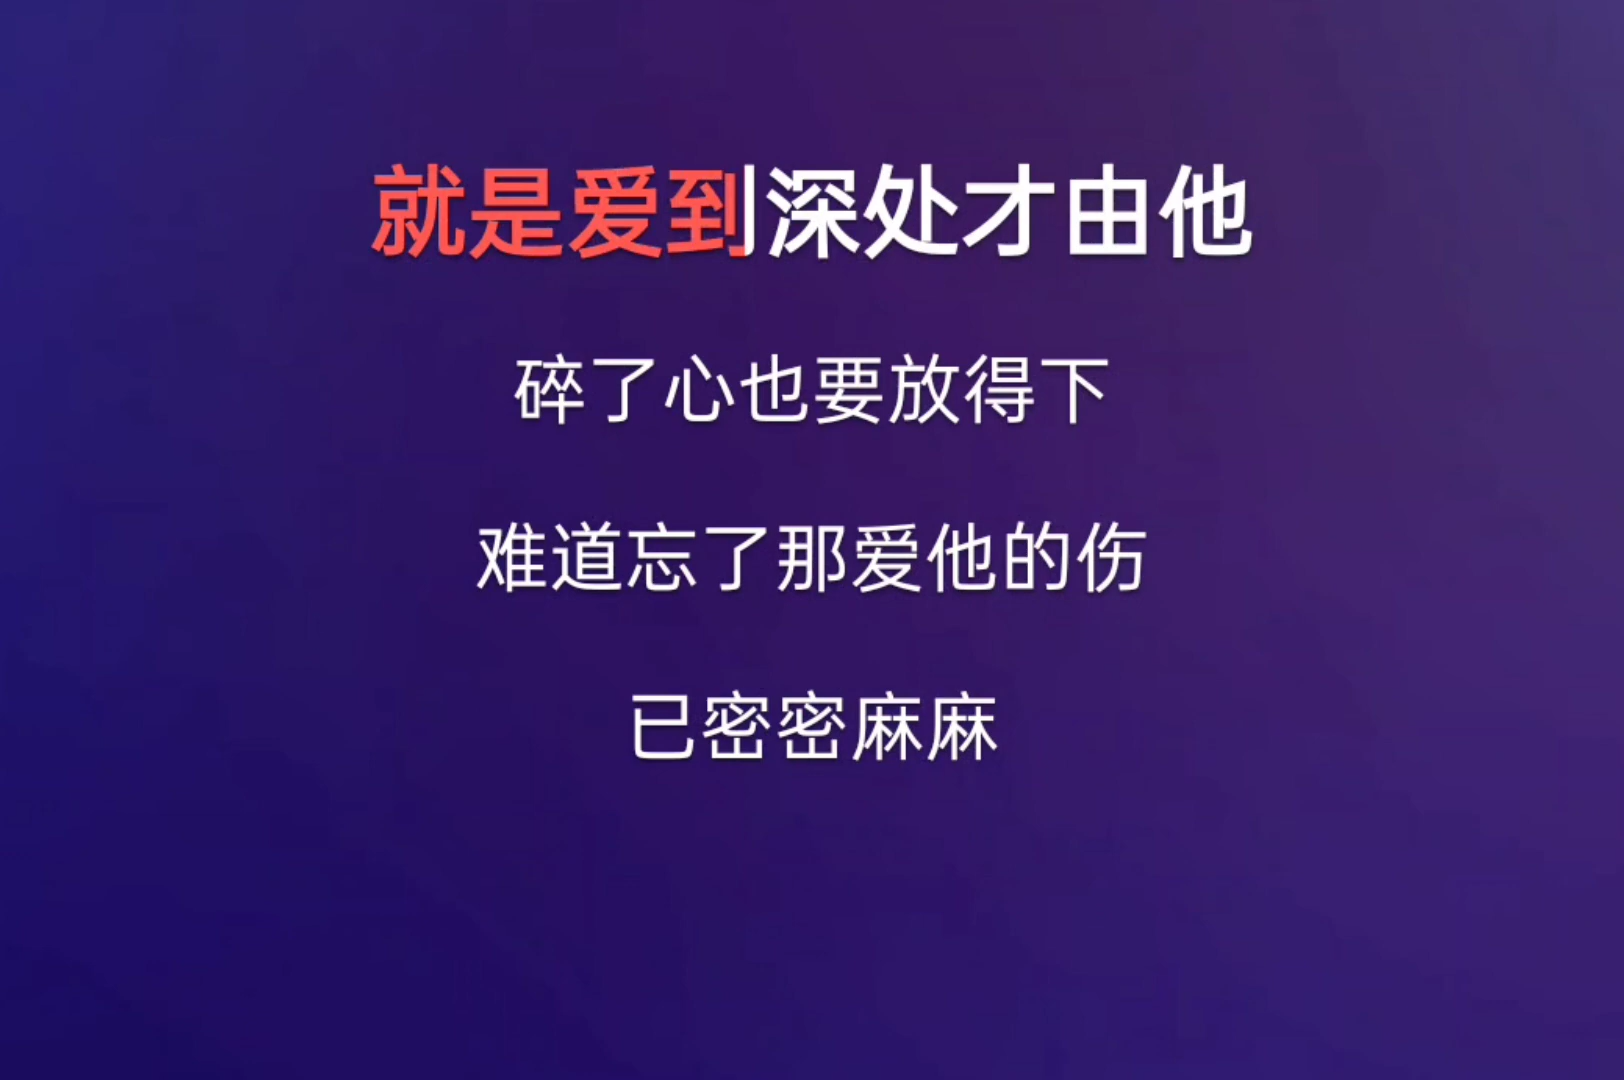 就是爱到深处才由他
碎了心也要放得下
难道忘了那爱他的伤
已密密麻麻